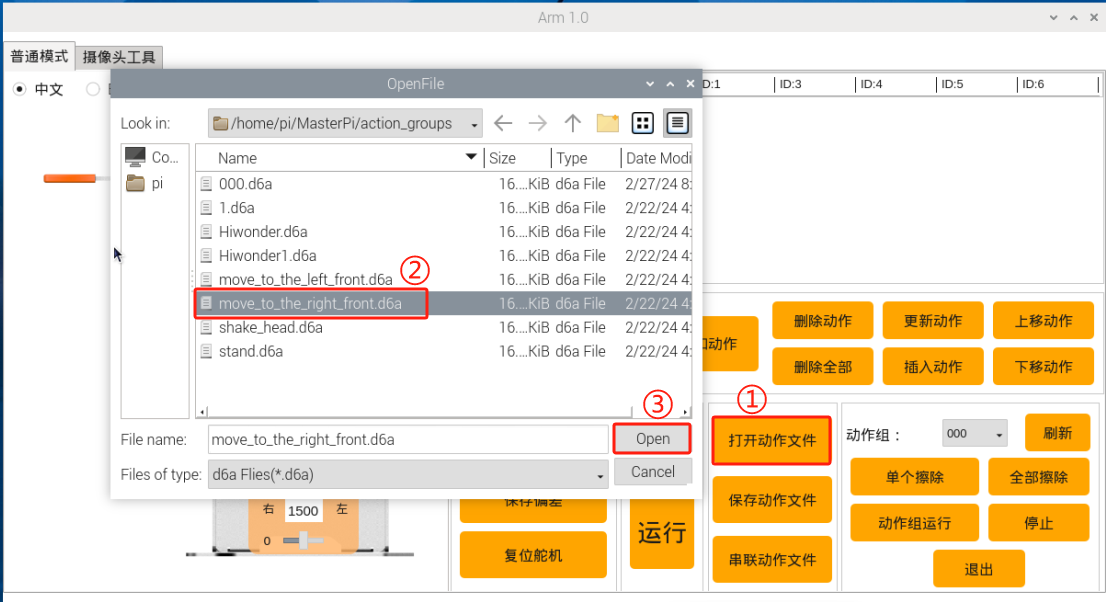 Arm 1.0
普通模式 摄像头工具
中文
OpenFile
ID:3 ID:4 ID:5 ID:6
Look in: /home/pi/MasterPi/action_groups
Co...
pi
Name Size Type Date Modi
000.d6a 16....KiB d6a File 2/27/24 8:
1.d6a 16....KiB d6a File 2/22/24 4:
Hiwonder.d6a 16....KiB d6a File 2/22/24 4:
Hiwonder1.d6a 16....KiB d6a File 2/22/24 4:
move_to_the_left_front.d6a 16....KiB d6a File 2/22/24 4:
②
move_to_the_right_front.d6a 16....KiB d6a File 2/22/24 4:
shake_head.d6a 16....KiB d6a File 2/22/24 4:
stand.d6a 16....KiB d6a File 2/22/24 4:
File name: move_to_the_right_front.d6a
③
Open
Files of type: d6a Flies(*.d6a)
Cancel
动作 删除动作 更新动作 上移动作
删除全部 插入动作 下移动作
①
打开动作文件
动作组： 000 刷新
保存动作文件
单个擦除 全部擦除
串联动作文件
动作组运行 停止
退出
右 1500 左
0
保存偏差
复位舵机
运行